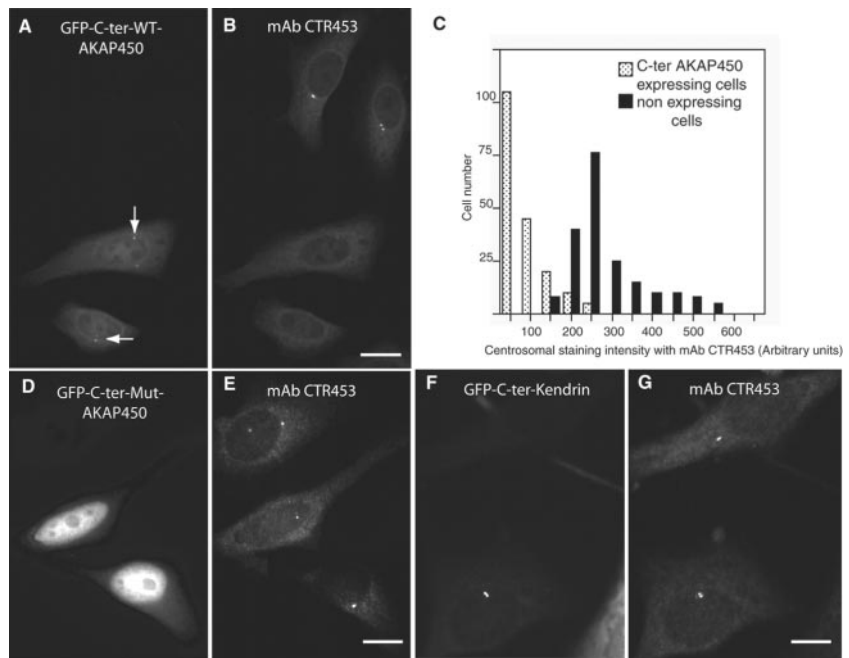 A
GFP-C-ter-WT-
AKAP450
B
mAb CTR453
C
C-ter AKAP450
expressing cells
non expressing
cells
Cell number
100
75
50
25
100 200 300 400 500 600
Centrosomal staining intensity with mAb CTR453 (Arbitrary units)
D
GFP-C-ter-Mut-
AKAP450
E
mAb CTR453
F
GFP-C-ter-Kendrin
G
mAb CTR453